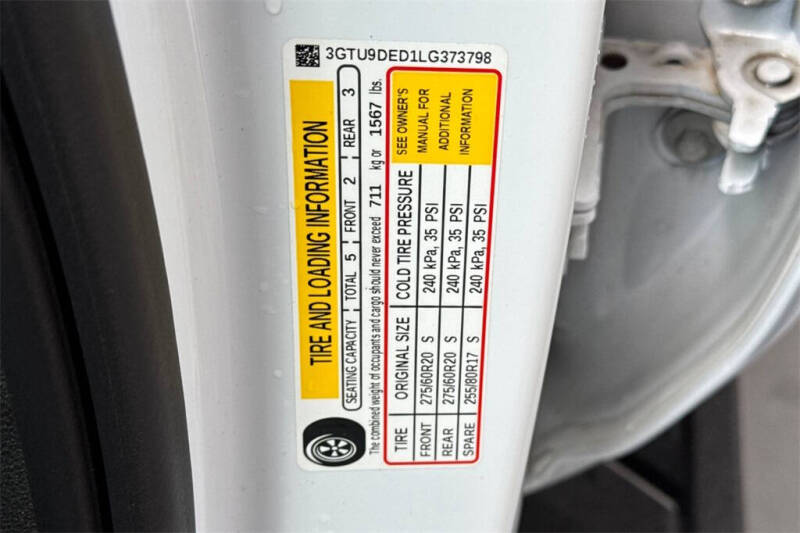 3GTU9DED1LG373798
TIRE AND LOADING INFORMATION
SEATING CAPACITY TOTAL 5 FRONT 2 REAR 3
The combined weight of occupants and cargo should never exceed 711 kg or 1567 lbs.
TIRE ORIGINAL SIZE COLD TIRE PRESSURE
FRONT 275/60R20 S 240 kPa, 35 PSI
REAR 275/60R20 S 240 kPa, 35 PSI
SPARE 255/80R17 S 240 kPa, 35 PSI
SEE OWNER'S
MANUAL FOR
ADDITIONAL
INFORMATION